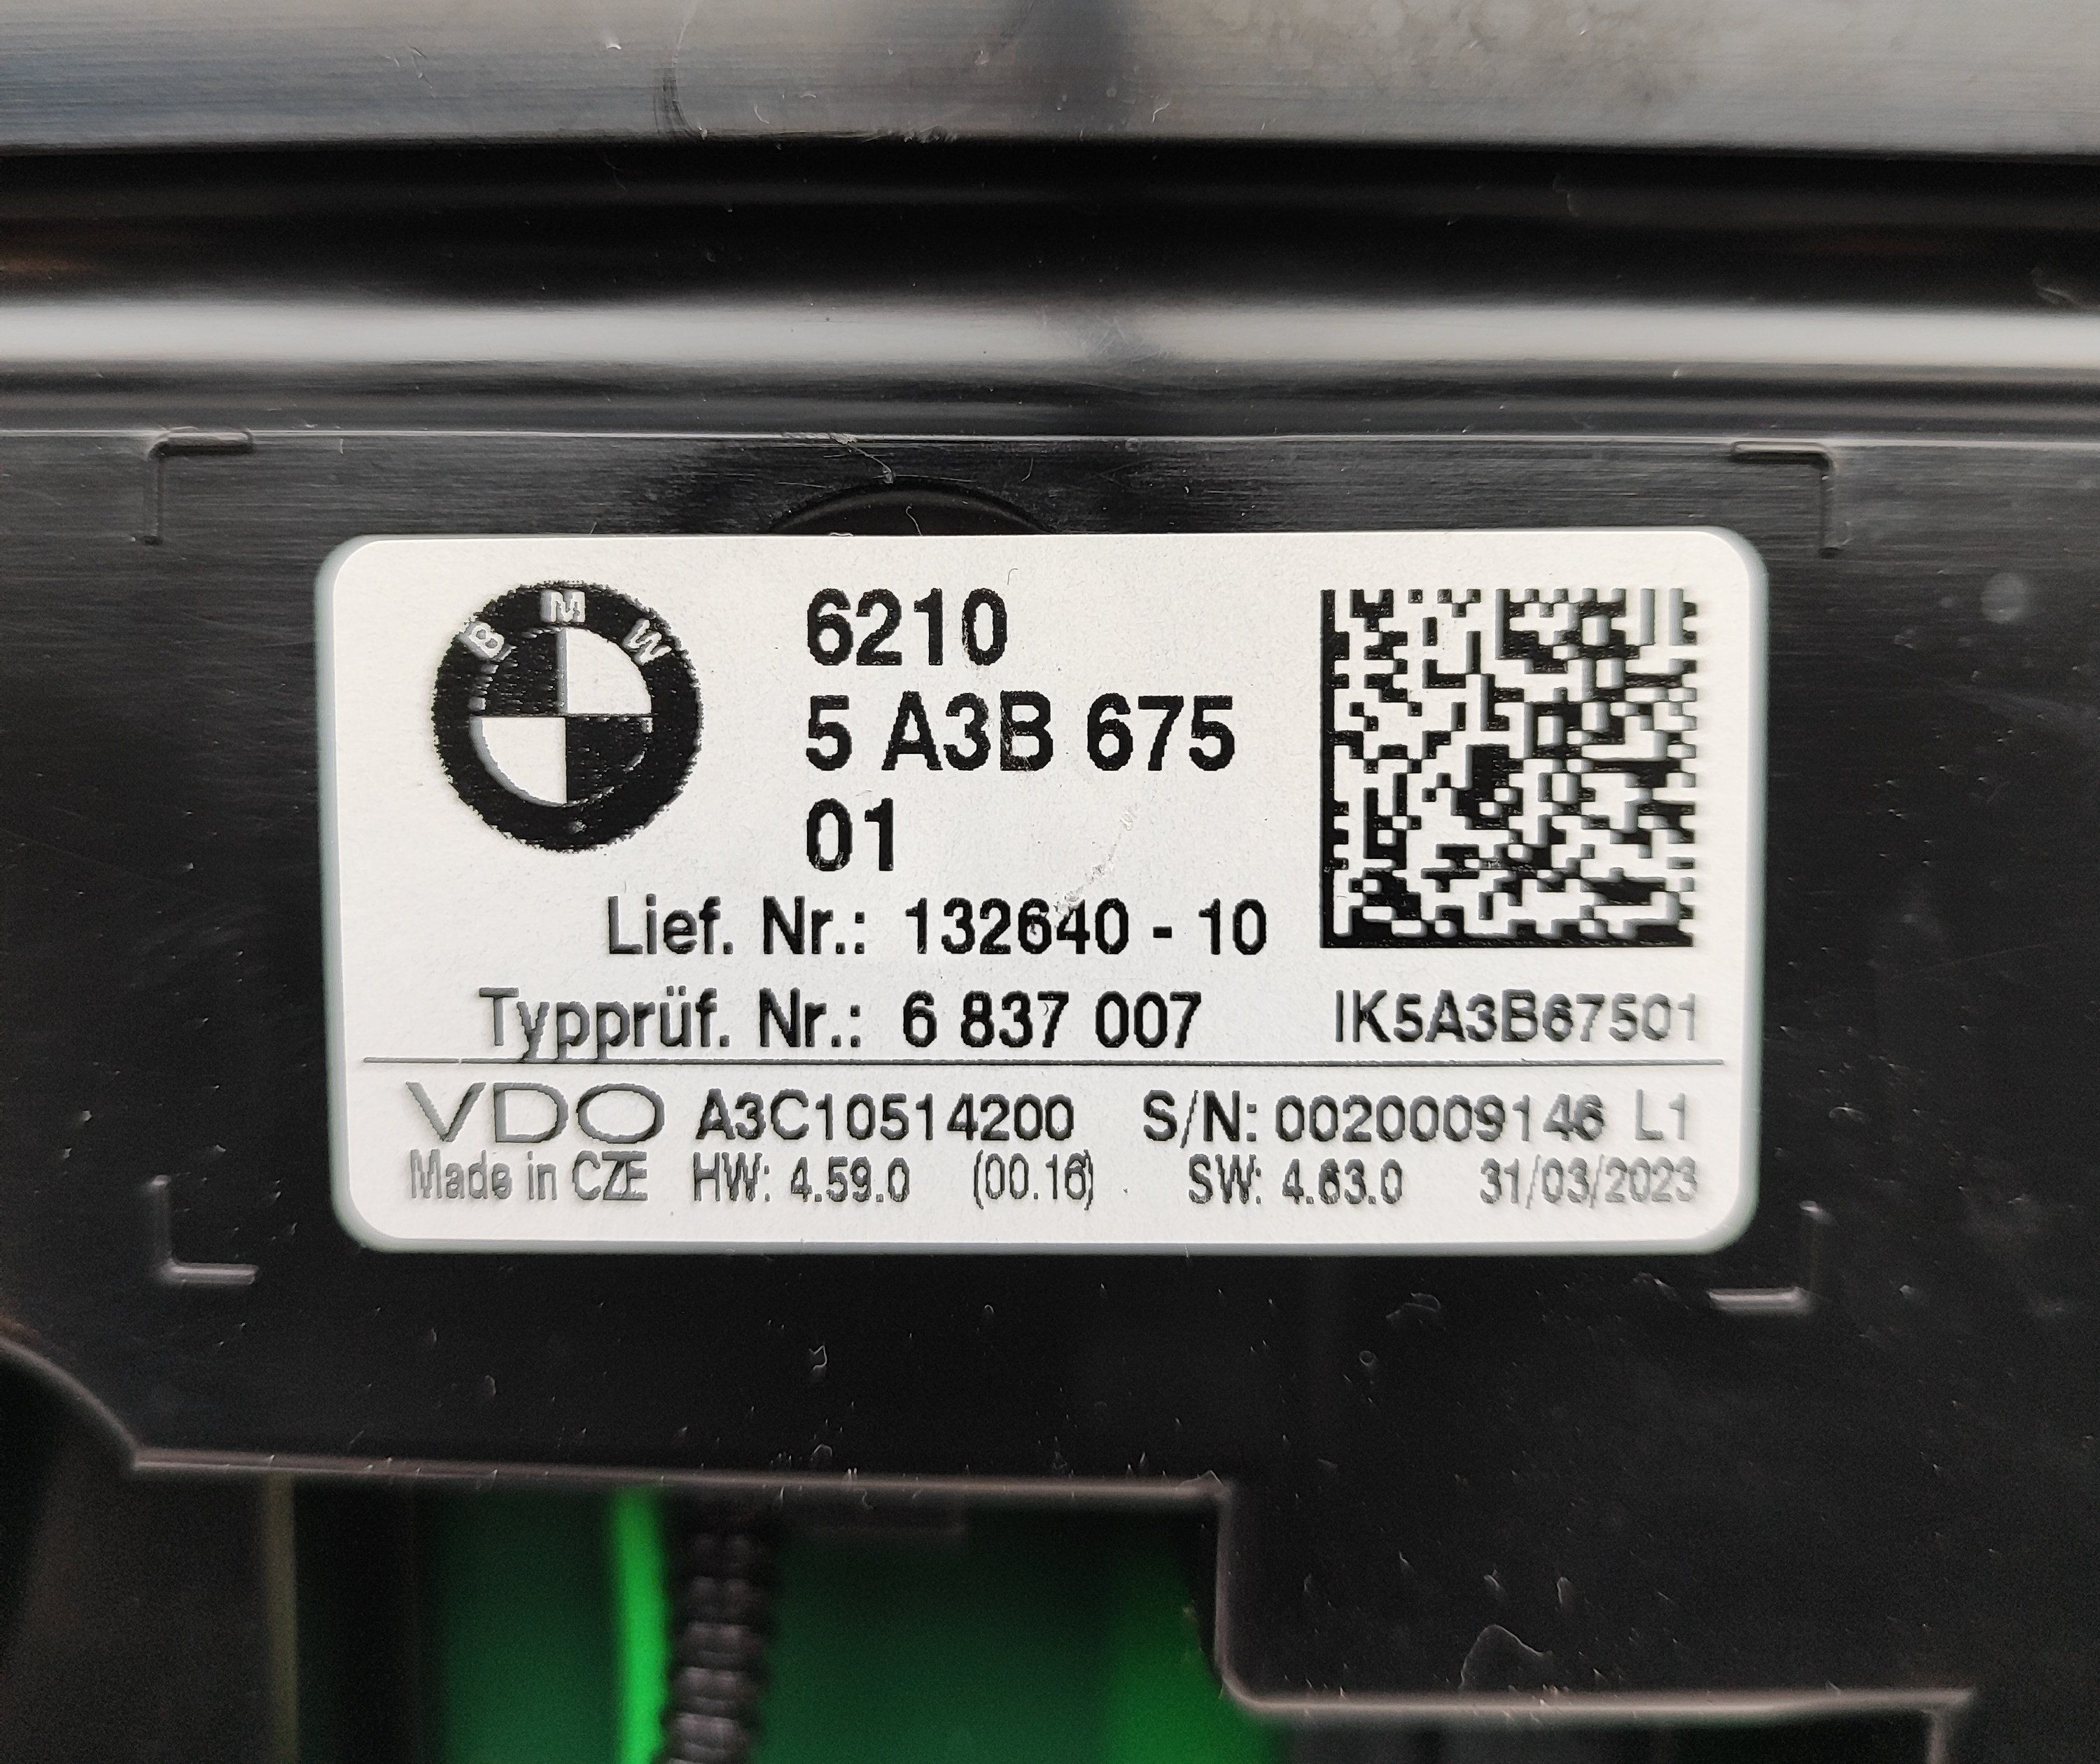 BMW
6210
5 A3B 675
01
Lief. Nr.: 132640 - 10
Typprüf. Nr.: 6 837 007
IK5A3B67501
VDO A3C10514200 S/N: 0020009146 L1
Made in CZE HW: 4.59.0 (00.16) SW: 4.63.0 31/03/2023